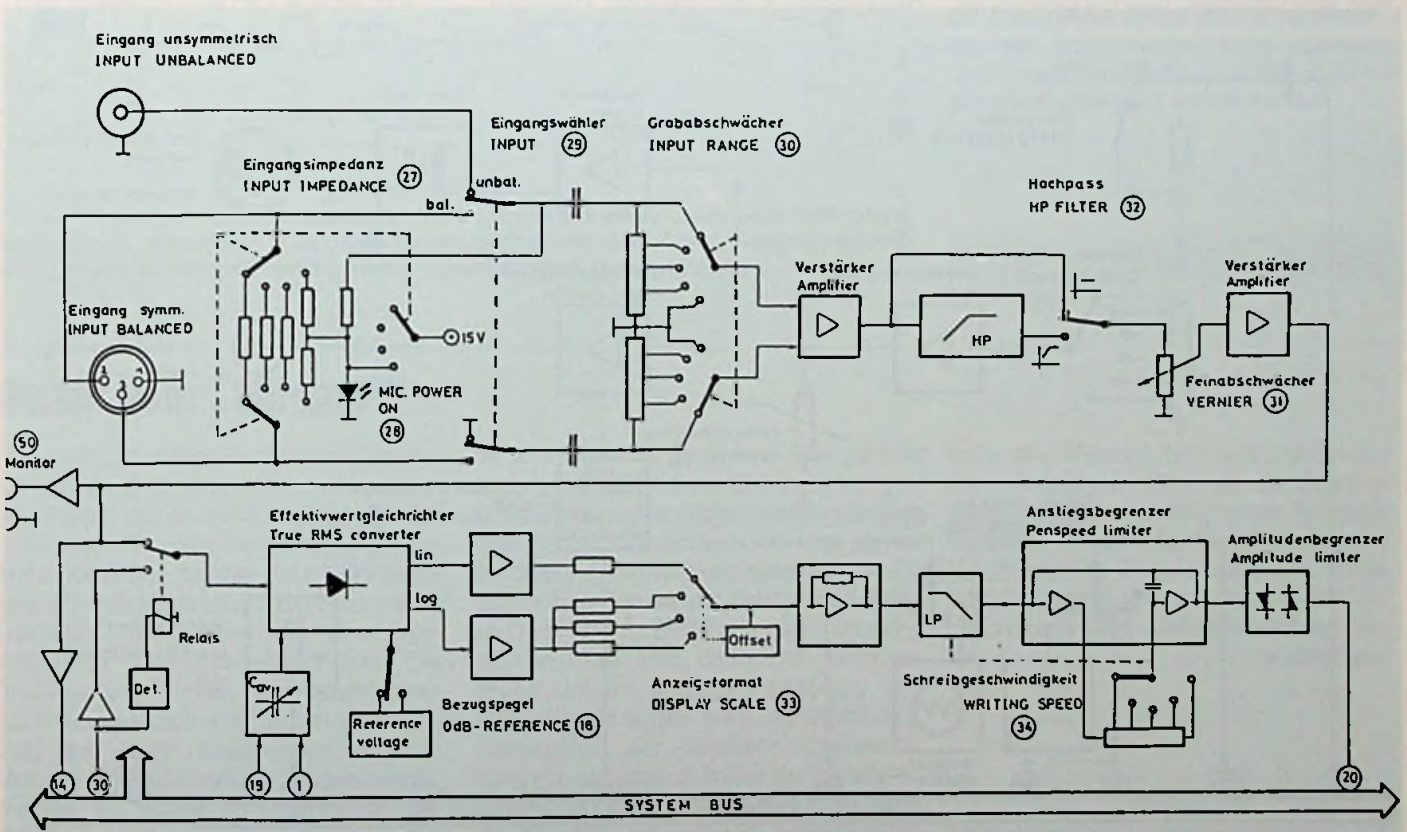 Eingang unsymmetrisch
INPUT UNBALANCED
Eingangswähler
INPUT 29
Grobabschwächer
INPUT RANGE 30
Eingangsimpedanz
INPUT IMPEDANCE 27
unbal.
bal.
Hochpass
HP FILTER 32
Verstärker
Amplifier
Verstärker
Amplifier
Eingang symm.
INPUT BALANCED
15V
HP
MIC. POWER
ON
28
Feinabschwächer
VERNIER 31
50
Monitor
Effektivwertgleichrichter
True RMS converter
lin
log
Anstiegsbegrenzer
Penspeed limiter
Amplitudenbegrenzer
Amplitude limiter
Relais
LP
Offset
Det.
Cav
Reference
voltage
Bezugspegel
0dB-REFERENCE 18
Anzeigeformat
DISPLAY SCALE 33
Schreibgeschwindigkeit
WRITING SPEED
34
14
30
19
1
20
SYSTEM BUS